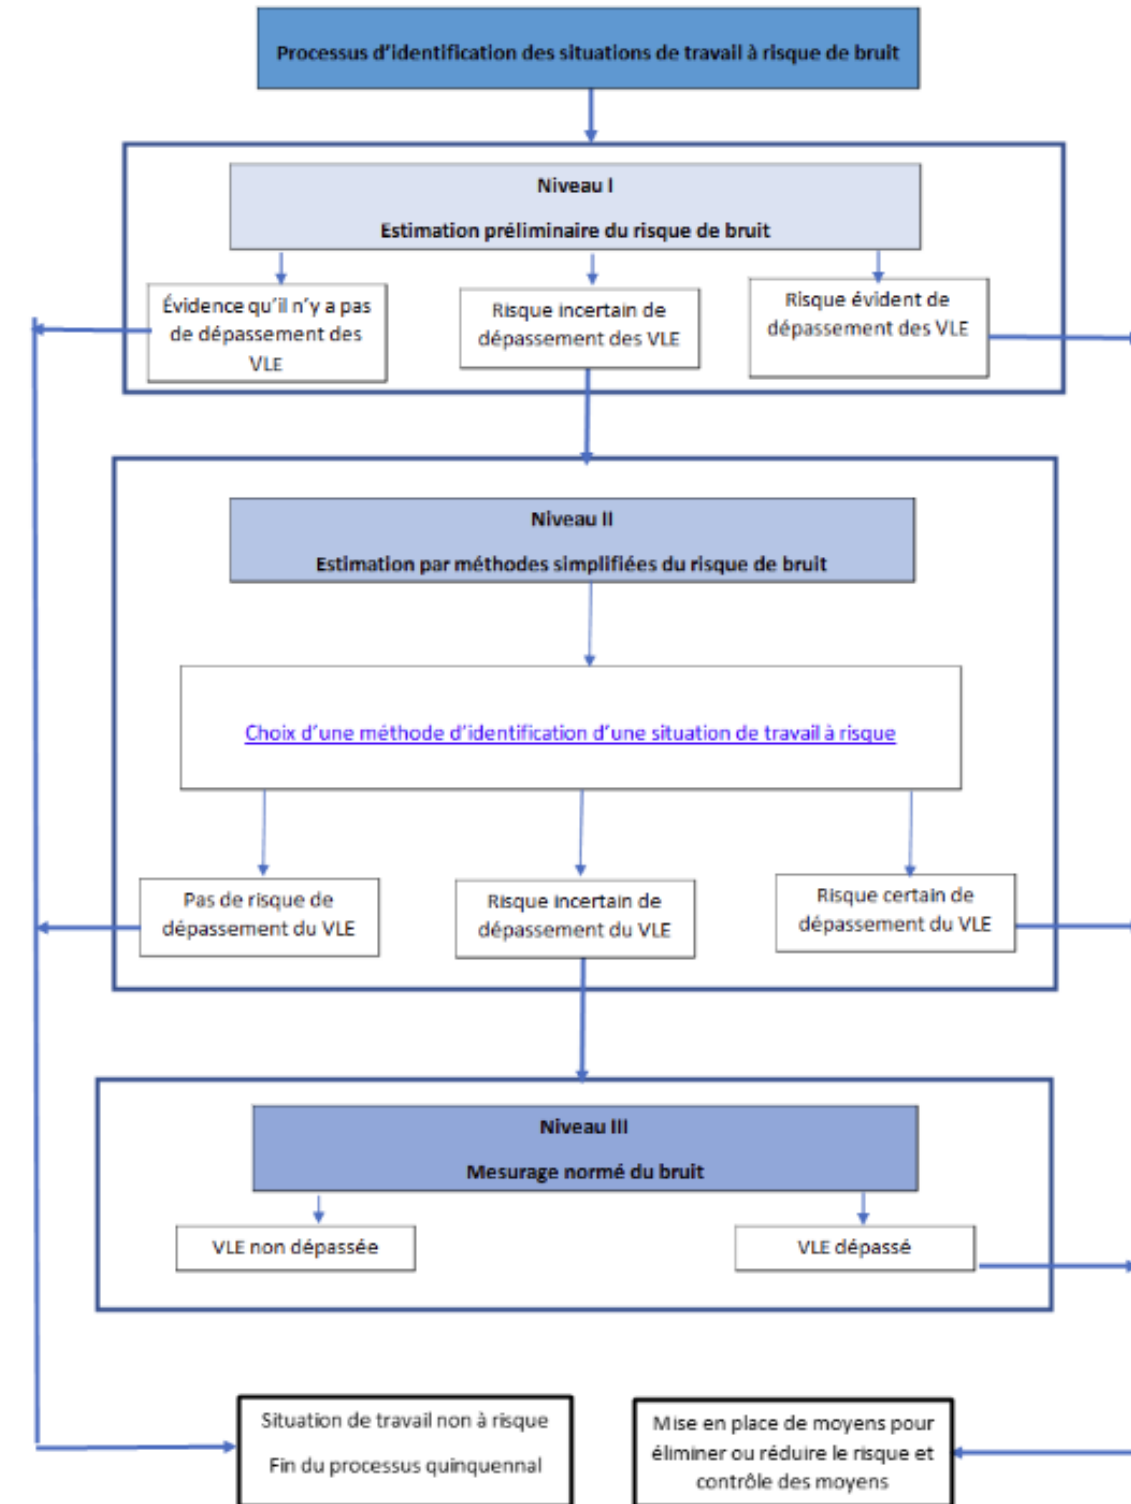 Processus d'identification des situations de travail à risque de bruit
Niveau I
Estimation préliminaire du risque de bruit
Évidence qu'il n'y a pas
de dépassement des
VLE
Risque incertain de
dépassement des VLE
Risque évident de
dépassement des VLE
Niveau II
Estimation par méthodes simplifiées du risque de bruit
Choix d'une méthode d'identification d'une situation de travail à risque
Pas de risque de
dépassement du VLE
Risque incertain de
dépassement du VLE
Risque certain de
dépassement du VLE
Niveau III
Mesurage normé du bruit
VLE non dépassée
VLE dépassé
Situation de travail non à risque
Fin du processus quinquennal
Mise en place de moyens pour
éliminer ou réduire le risque et
contrôle des moyens